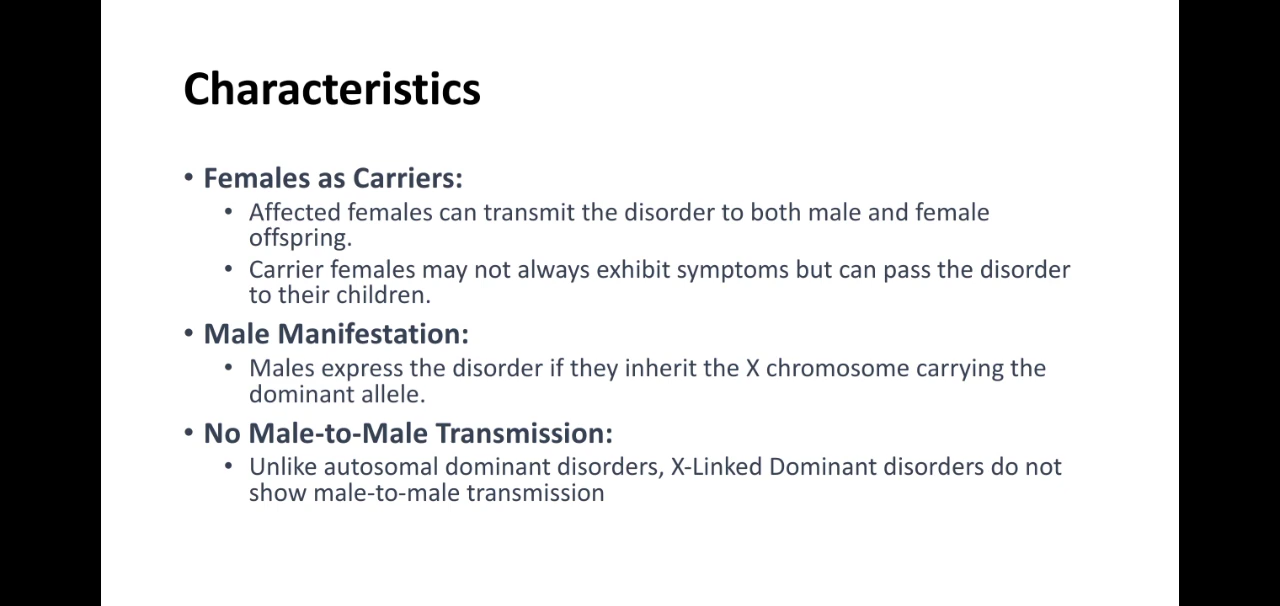 Characteristics
• Females as Carriers:
• Affected females can transmit the disorder to both male and female
offspring.
• Carrier females may not always exhibit symptoms but can pass the disorder
to their children.
• Male Manifestation:
• Males express the disorder if they inherit the X chromosome carrying the
dominant allele.
• No Male-to-Male Transmission:
• Unlike autosomal dominant disorders, X-Linked Dominant disorders do not
show male-to-male transmission